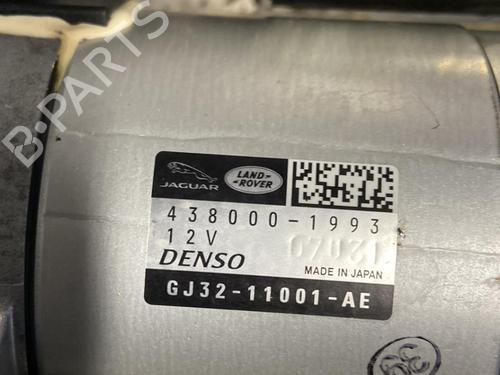 B-PARTS
JAGUAR
LAND-
ROVER
438000-1993
12V
DENSO
MADE IN JAPAN
GJ32-11001-AE